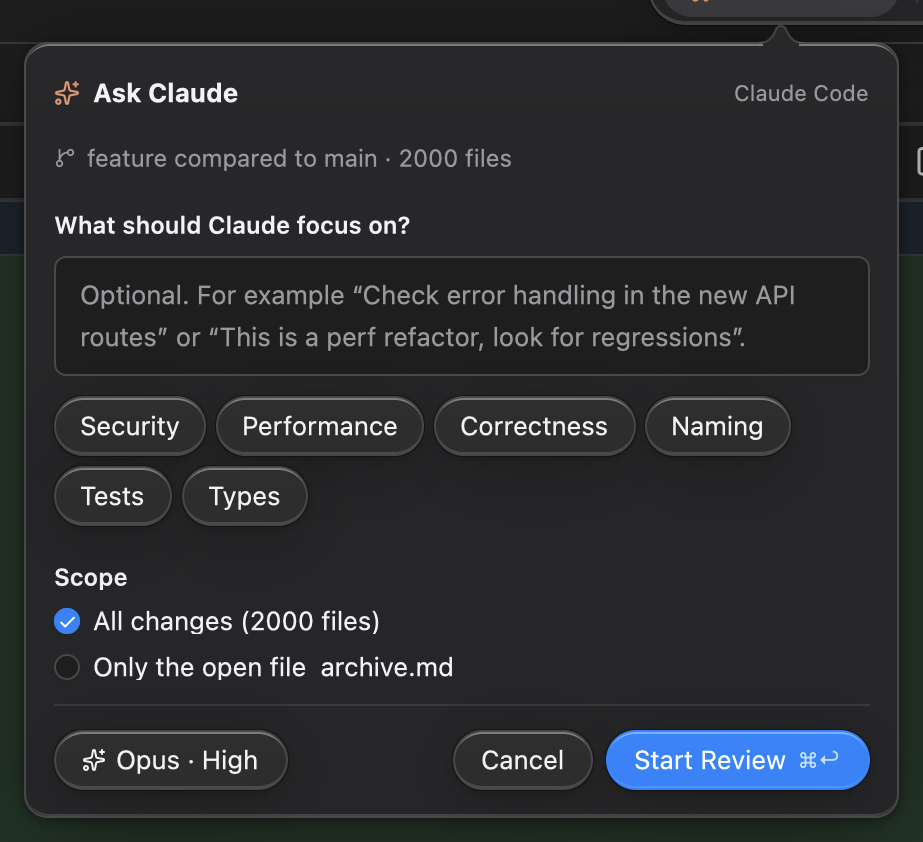 Ask Claude
Claude Code
feature compared to main · 2000 files
What should Claude focus on?
Optional. For example “Check error handling in the new API
routes” or “This is a perf refactor, look for regressions”.
Security
Performance
Correctness
Naming
Tests
Types
Scope
All changes (2000 files)
Only the open file archive.md
Opus · High
Cancel
Start Review ⌘↩